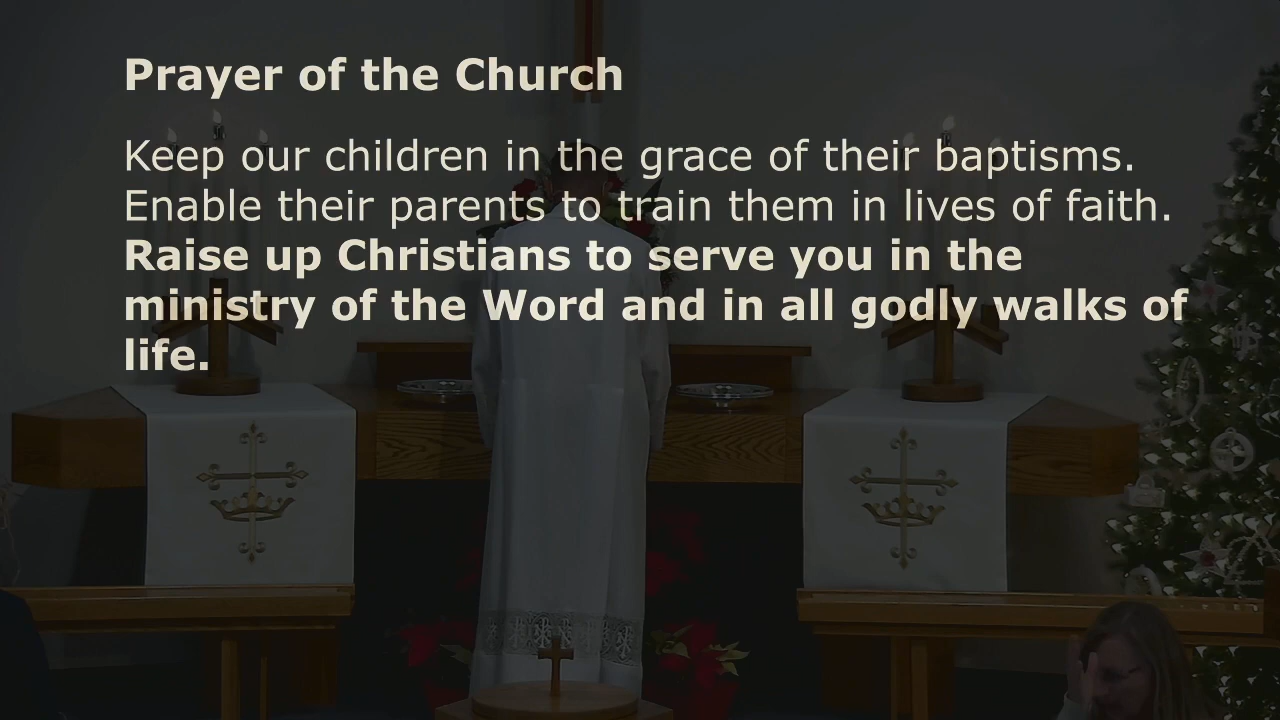 Prayer of the Church
Keep our children in the grace of their baptisms.
Enable their parents to train them in lives of faith.
Raise up Christians to serve you in the
ministry of the Word and in all godly walks of
life.